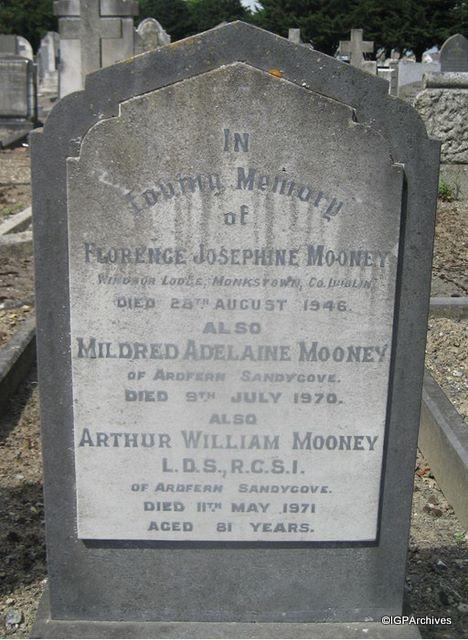 In
Loving Memory
of
Florence Josephine Mooney
Windsor Lodge, Monkstown, Co. Dublin
Died 28th August 1946.
Also
Mildred Adelaine Mooney
of Ardfern Sandycove.
Died 9th July 1970.
Also
Arthur William Mooney
L.D.S., R.C.S.I.
of Ardfern Sandycove.
Died 11th May 1971
Aged 81 Years.
©IGPArchives